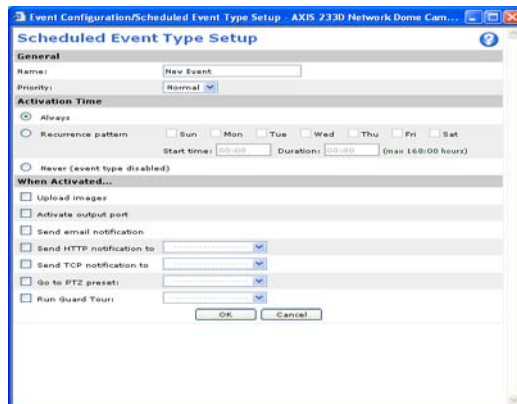 Event Configuration/Scheduled Event Type Setup - AXIS 233D Network Dome Cam...
Scheduled Event Type Setup
General
Name: New Event
Priority: Normal
Activation Time
Always
Recurrence pattern Sun Mon Tue Wed Thu Fri Sat
Start time: 00:00 Duration: 00:00 (max 168:00 hours)
Never (event type disabled)
When Activated...
Upload images
Activate output port
Send email notification
Send HTTP notification to
Send TCP notification to
Go to PTZ preset:
Run Guard Tour:
OK Cancel